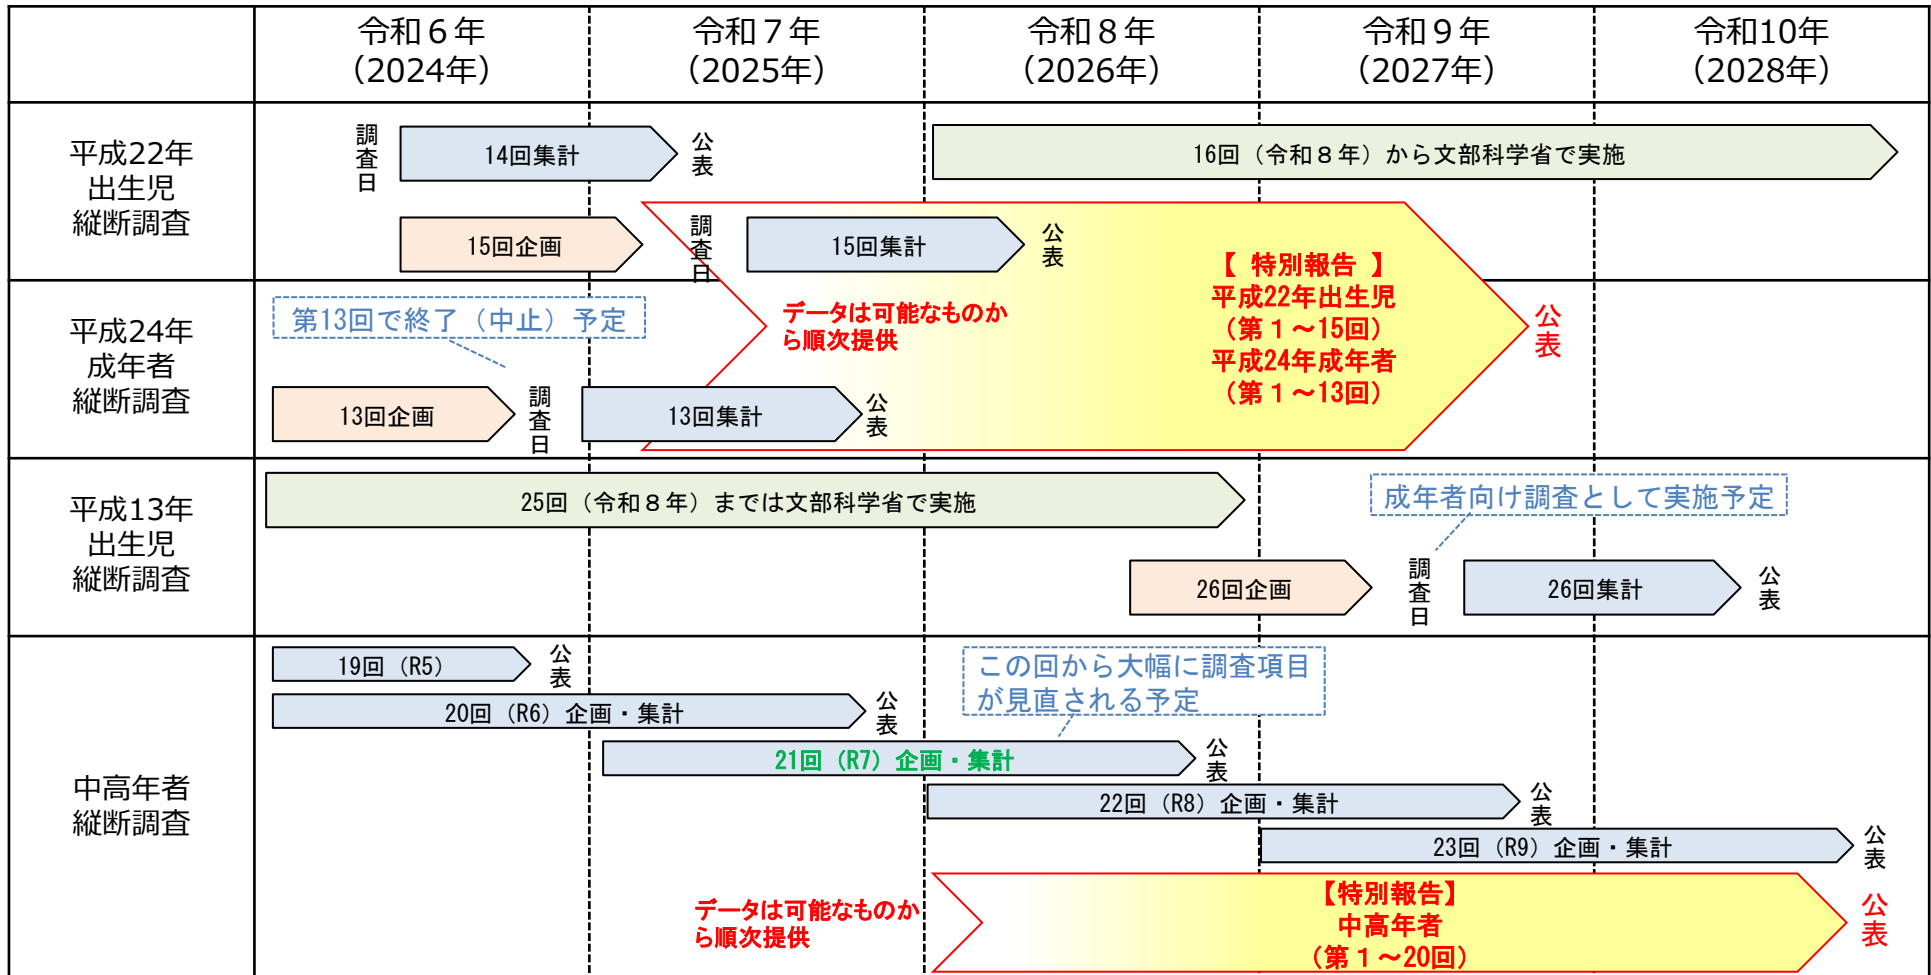 令和６年
（2024年）
令和７年
（2025年）
令和８年
（2026年）
令和９年
（2027年）
令和10年
（2028年）
平成22年
出生児
縦断調査
調査日
14回集計
公表
16回（令和８年）から文部科学省で実施
15回企画
調査日
15回集計
公表
【 特別報告 】
平成22年出生児
（第１～15回）
平成24年成年者
（第１～13回）
公表
データは可能なものか
ら順次提供
平成24年
成年者
縦断調査
第13回で終了（中止）予定
13回企画
調査日
13回集計
公表
平成13年
出生児
縦断調査
25回（令和８年）までは文部科学省で実施
成年者向け調査として実施予定
26回企画
調査日
26回集計
公表
中高年者
縦断調査
19回（R5）
公表
20回（R6）企画・集計
公表
この回から大幅に調査項目
が見直される予定
21回（R7）企画・集計
公表
22回（R8）企画・集計
公表
23回（R9）企画・集計
公表
データは可能なものか
ら順次提供
【特別報告】
中高年者
（第１～20回）
公表